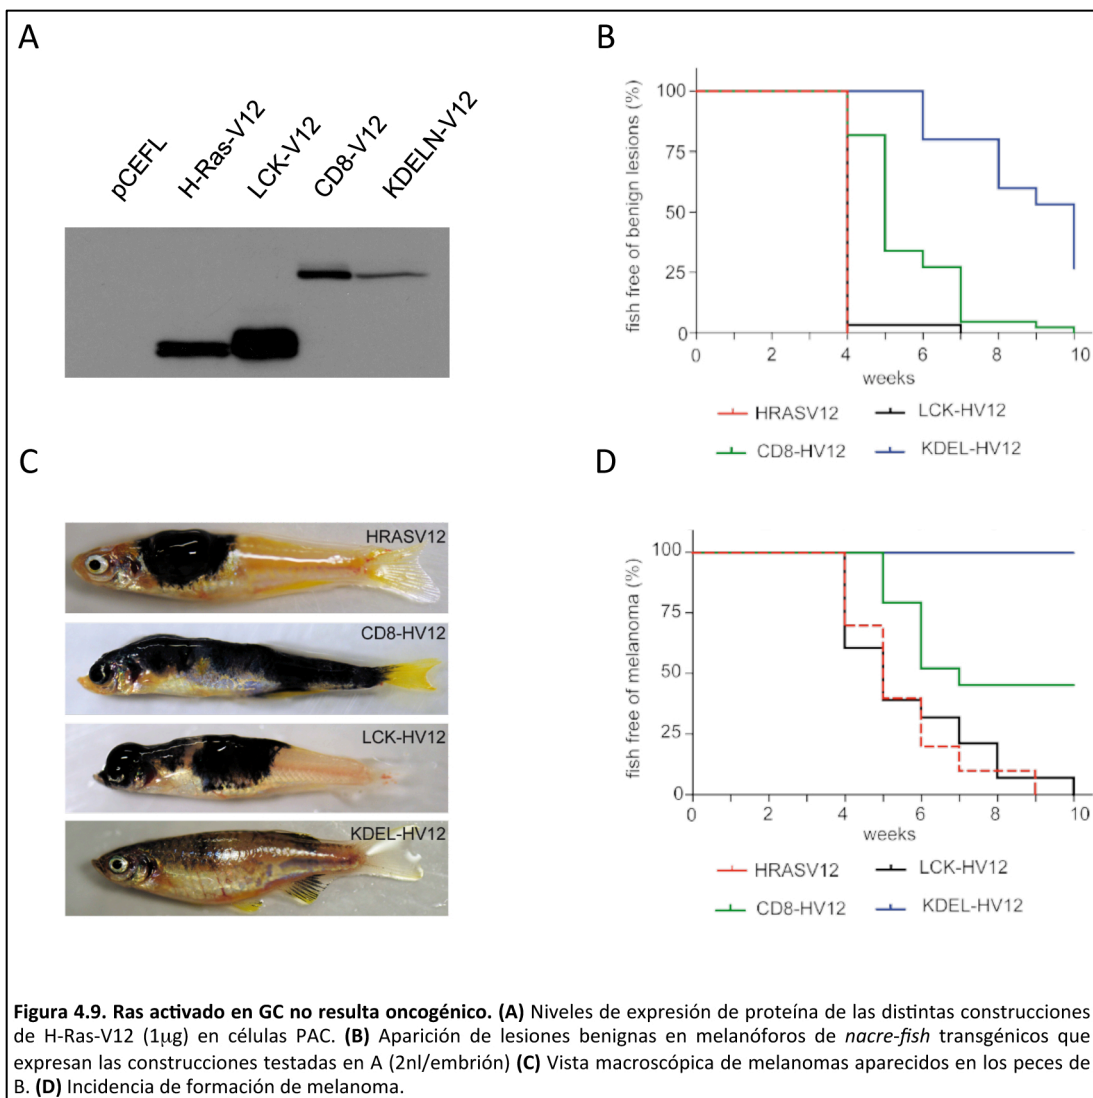 A
pCEFL
H-Ras-V12
LCK-V12
CD8-V12
KDELN-V12
B
fish free of benign lesions (%)
100
75
50
25
0
0 2 4 6 8 10
weeks
HRASV12 LCK-HV12
CD8-HV12 KDEL-HV12
C
HRASV12
CD8-HV12
LCK-HV12
KDEL-HV12
D
fish free of melanoma (%)
100
75
50
25
0
0 2 4 6 8 10
weeks
HRASV12 LCK-HV12
CD8-HV12 KDEL-HV12
Figura 4.9. Ras activado en GC no resulta oncogénico. (A) Niveles de expresión de proteína de las distintas construcciones
de H-Ras-V12 (1μg) en células PAC. (B) Aparición de lesiones benignas en melanóforos de nacre-fish transgénicos que
expresan las construcciones testadas en A (2nl/embrión) (C) Vista macroscópica de melanomas aparecidos en los peces de
B. (D) Incidencia de formación de melanoma.